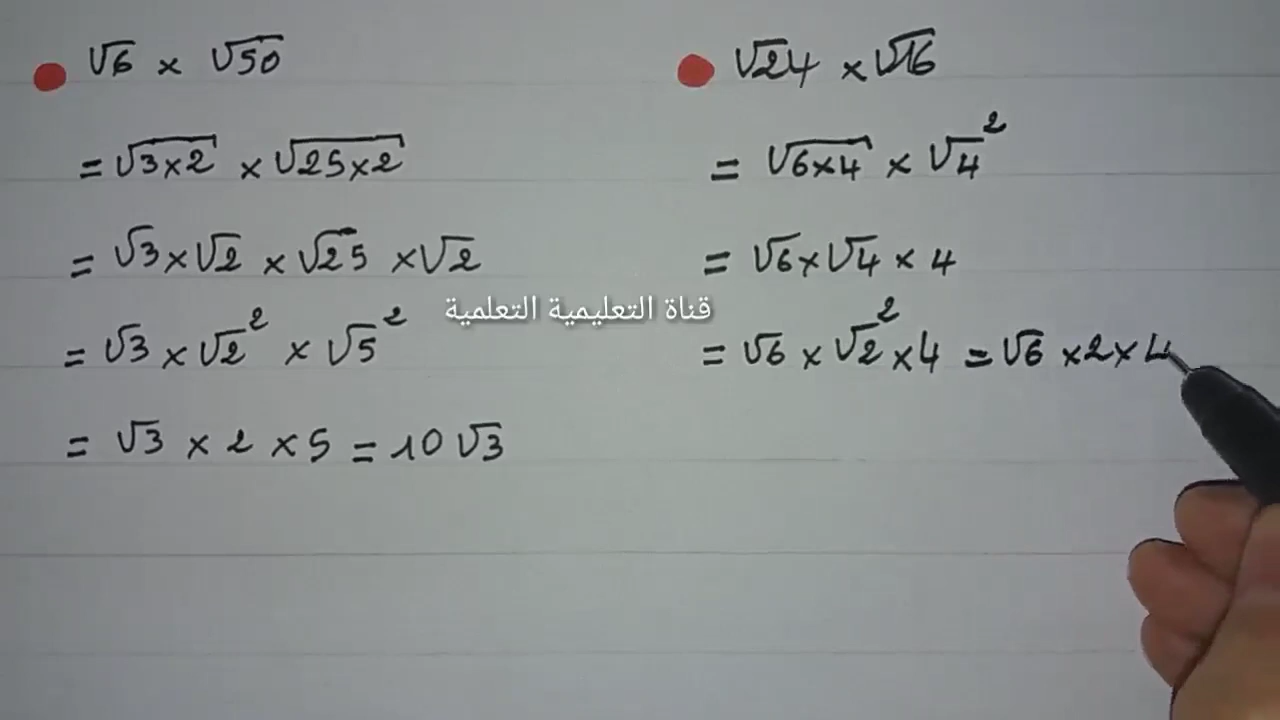 √6 × √50
= √3×2 × √25×2
= √3 × √2 × √25 × √2
= √3 × √2² × √5²
= √3 × 2 × 5 = 10√3
√24 × √16
= √6×4 × √4²
= √6 × √4 × 4
= √6 × √2² × 4 = √6 × 2 × 4
قناة التعليمية التعلمية